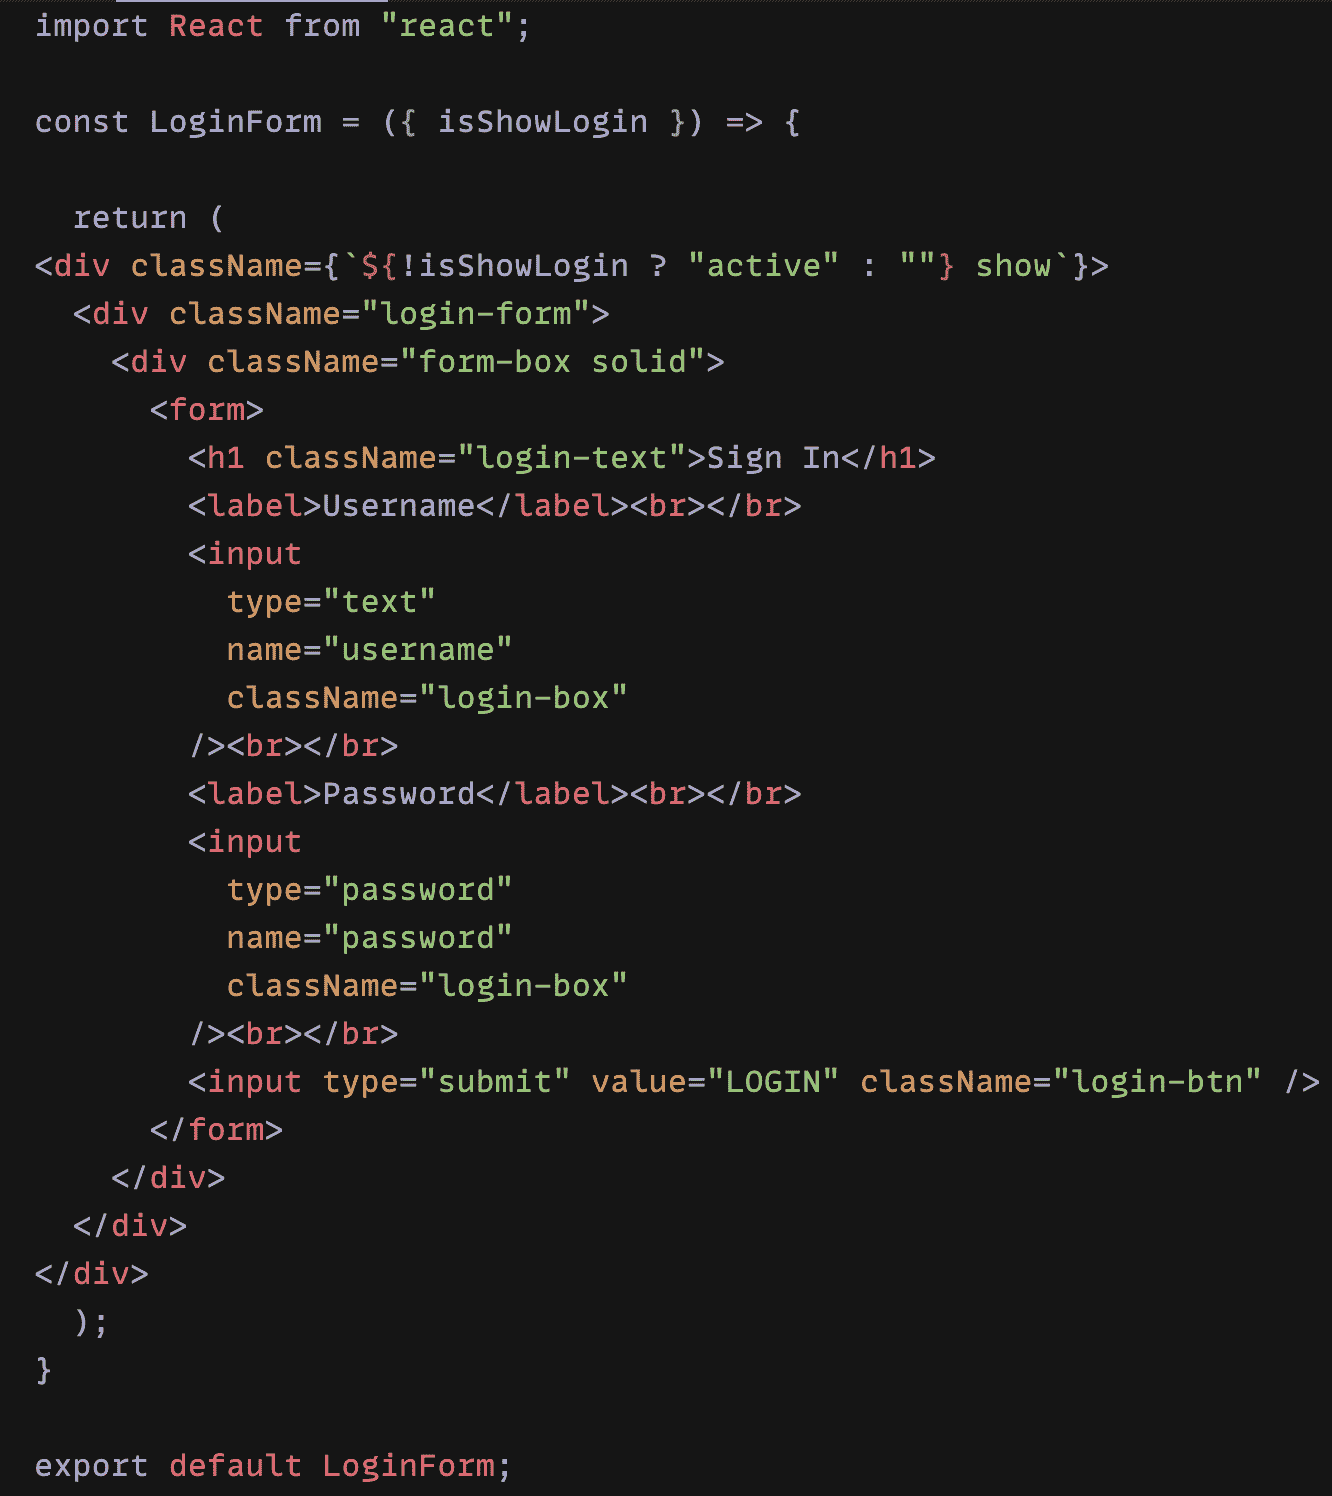 import React from "react";

const LoginForm = ({ isShowLogin }) => {

  return (
<div className={`${!isShowLogin ? "active" : ""} show`}>
  <div className="login-form">
    <div className="form-box solid">
      <form>
        <h1 className="login-text">Sign In</h1>
        <label>Username</label><br></br>
        <input
          type="text"
          name="username"
          className="login-box"
        /><br></br>
        <label>Password</label><br></br>
        <input
          type="password"
          name="password"
          className="login-box"
        /><br></br>
        <input type="submit" value="LOGIN" className="login-btn" />
      </form>
    </div>
  </div>
</div>
  );
}

export default LoginForm;